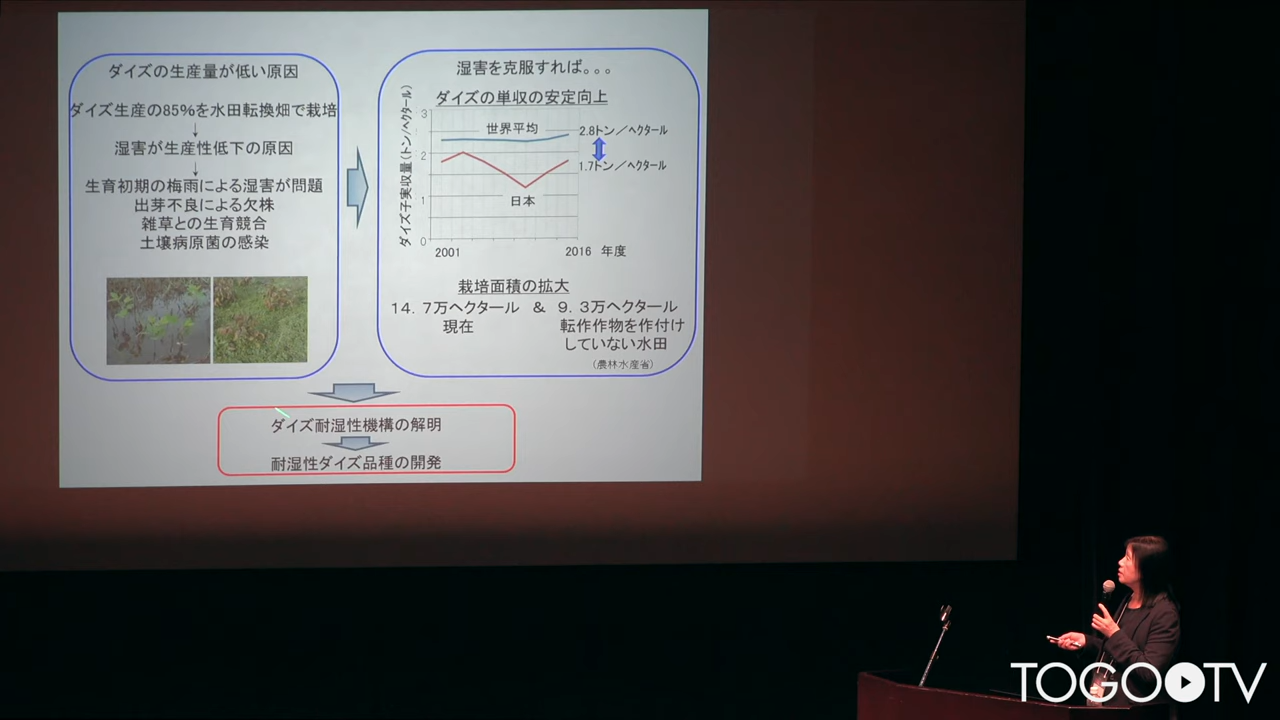 ダイズの生産量が低い原因
ダイズ生産の85%を水田転換畑で栽培
↓
湿害が生産性低下の原因
↓
生育初期の梅雨による湿害が問題
出芽不良による欠株
雑草との生育競合
土壌病原菌の感染
湿害を克服すれば。。。
ダイズの単収の安定向上
ダイズ子実収量(トン/ヘクタール)
3
2
1
0
世界平均
2.8トン/ヘクタール
1.7トン/ヘクタール
日本
2001
2016 年度
栽培面積の拡大
14.7万ヘクタール & 9.3万ヘクタール
現在
転作作物を作付け
していない水田
(農林水産省)
ダイズ耐湿性機構の解明
耐湿性ダイズ品種の開発
TOGOTV